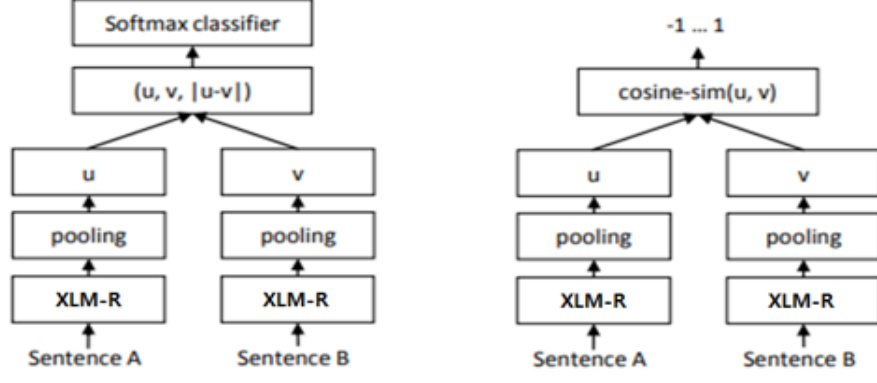 Softmax classifier
(u, v, |u-v|)
u
v
pooling
pooling
XLM-R
XLM-R
Sentence A
Sentence B
-1 ... 1
cosine-sim(u, v)
u
v
pooling
pooling
XLM-R
XLM-R
Sentence A
Sentence B